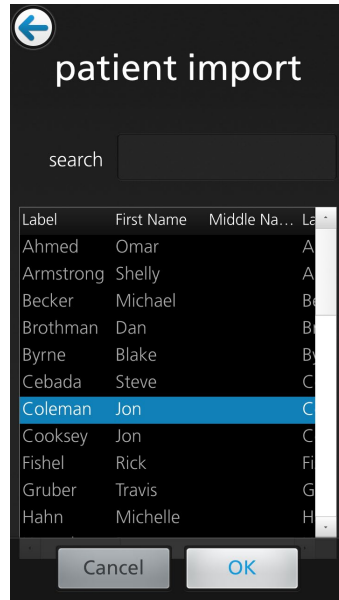 patient import
search
Label First Name Middle Na... La
Ahmed Omar A
Armstrong Shelly A
Becker Michael Be
Brothman Dan Br
Byrne Blake By
Cebada Steve C
Coleman Jon C
Cooksey Jon C
Fishel Rick Fi
Gruber Travis G
Hahn Michelle H
Cancel OK